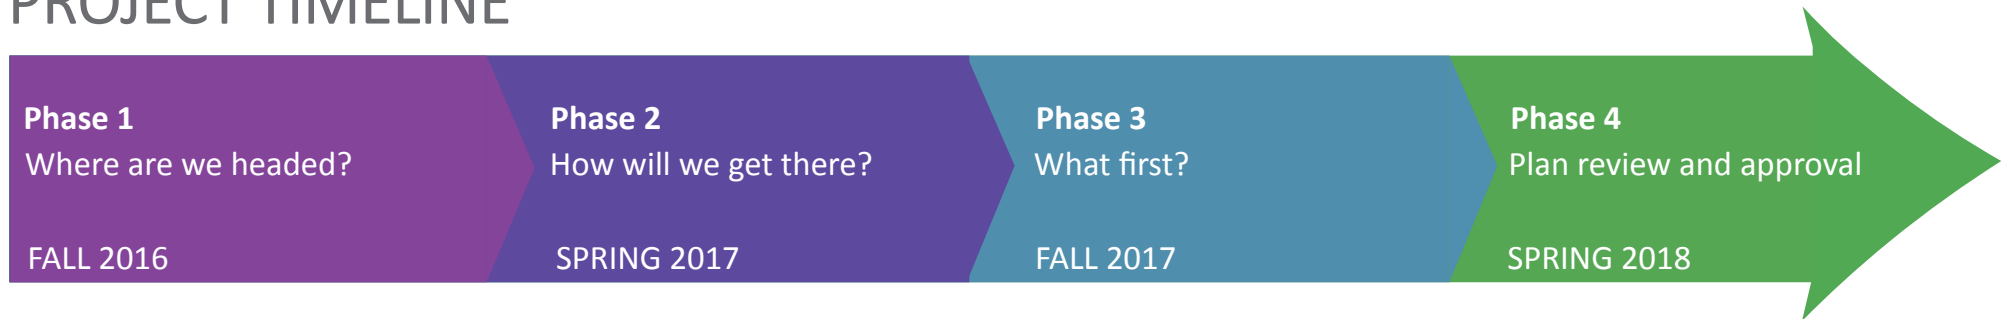 PROJECT TIMELINE
Phase 1
Where are we headed?
FALL 2016
Phase 2
How will we get there?
SPRING 2017
Phase 3
What first?
FALL 2017
Phase 4
Plan review and approval
SPRING 2018